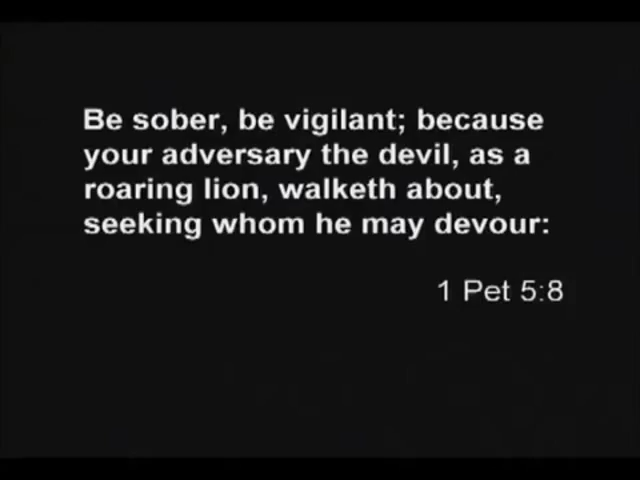 Be sober, be vigilant; because
your adversary the devil, as a
roaring lion, walketh about,
seeking whom he may devour:
1 Pet 5:8